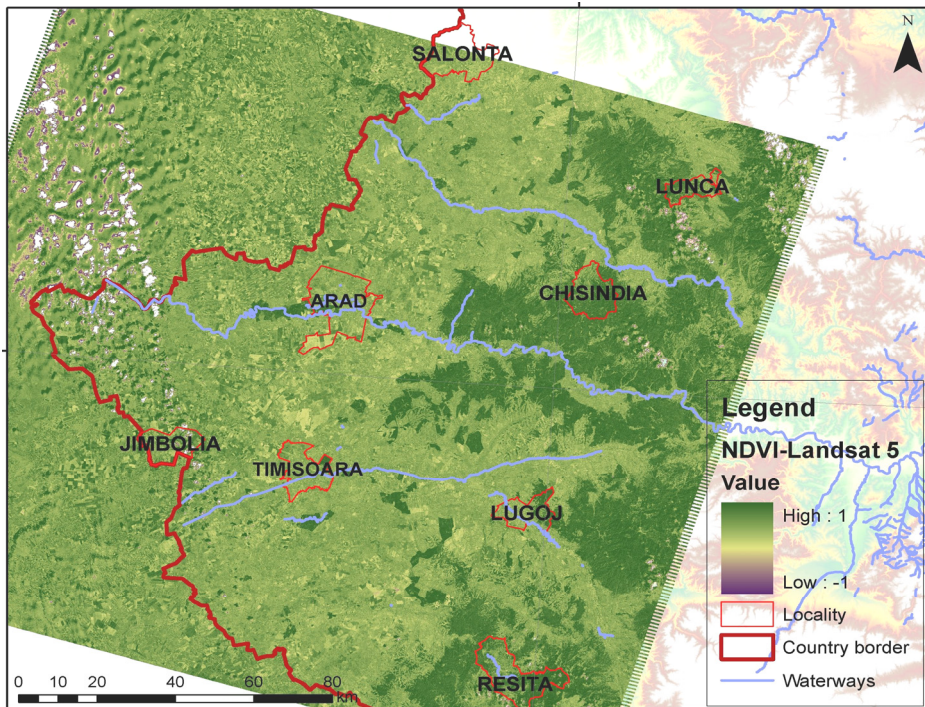 N
SALONTA
LUNCA
ARAD
CHISINDIA
JIMBOLIA
TIMISOARA
LUGOJ
RESITA
Legend
NDVI-Landsat 5
Value
High : 1
Low : -1
Locality
Country border
Waterways
0 10 20 40 60 80
km